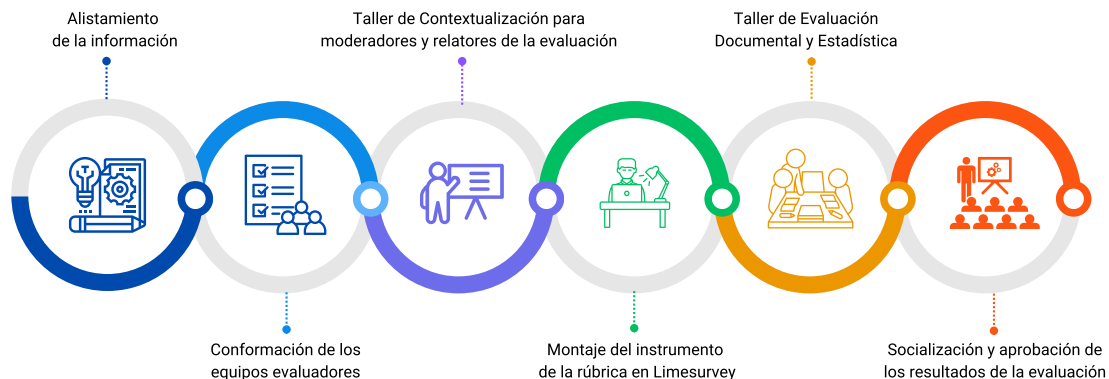 Alistamiento
de la información
Taller de Contextualización para
moderadores y relatores de la evaluación
Taller de Evaluación
Documental y Estadística
Conformación de los
equipos evaluadores
Montaje del instrumento
de la rúbrica en Limesurvey
Socialización y aprobación de
los resultados de la evaluación